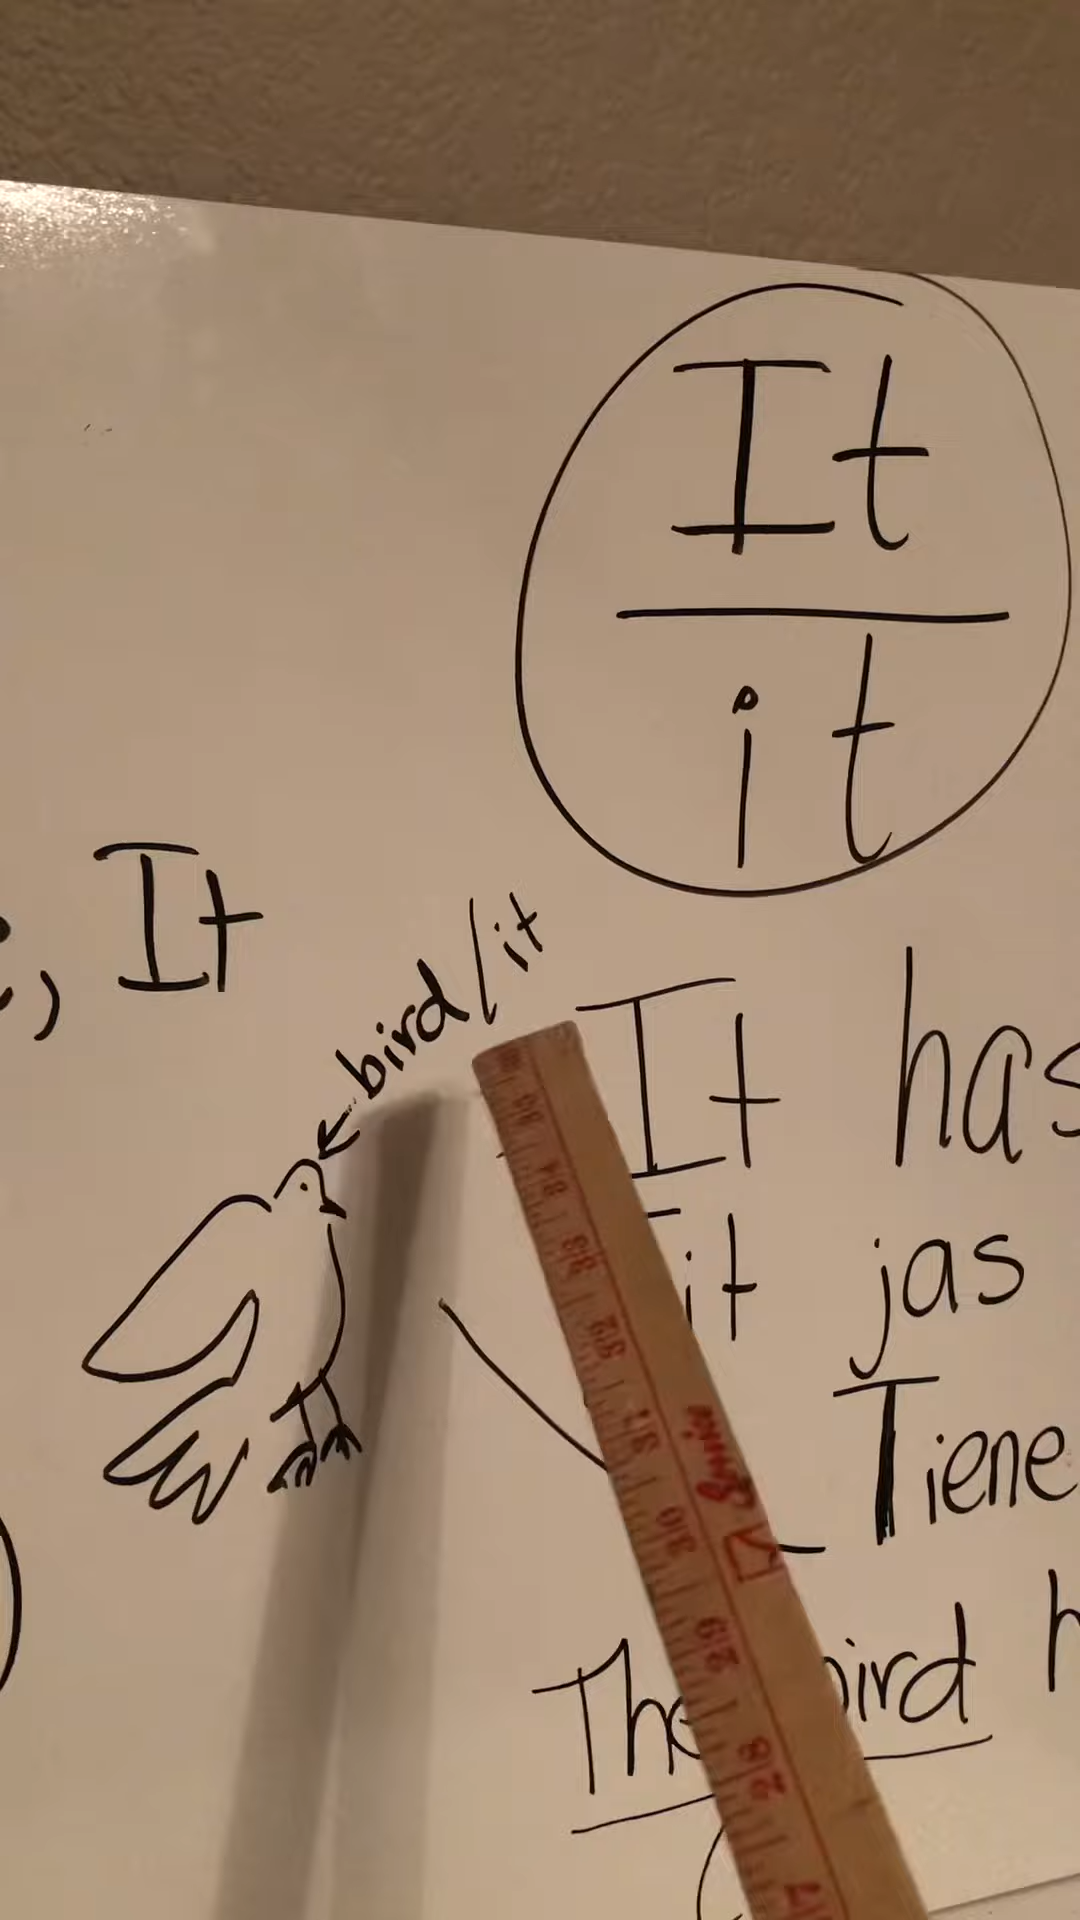 It
it
, It
bird/it
It has
it jas
Tiene
The bird